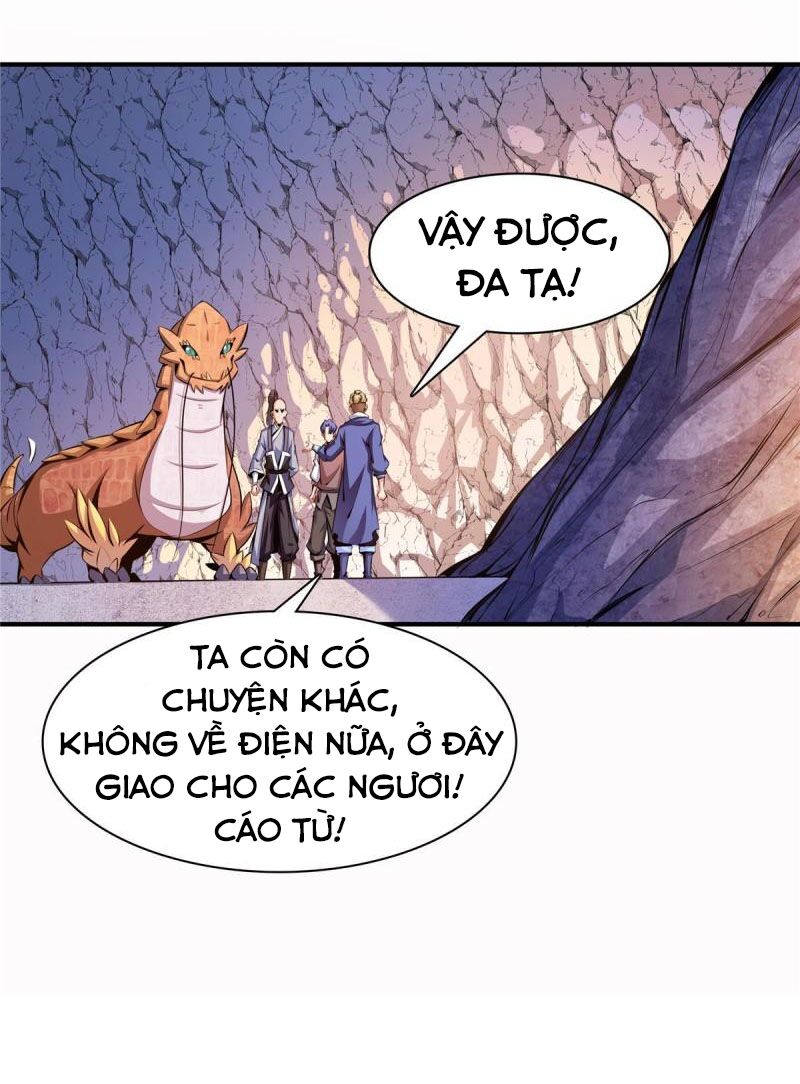 VẬY ĐƯỢC,
ĐA TẠ!
TA CÒN CÓ
CHUYỆN KHÁC,
KHÔNG VỀ ĐIỆN NỮA, Ở ĐÂY
GIAO CHO CÁC NGƯƠI!
CÁO TỪ!